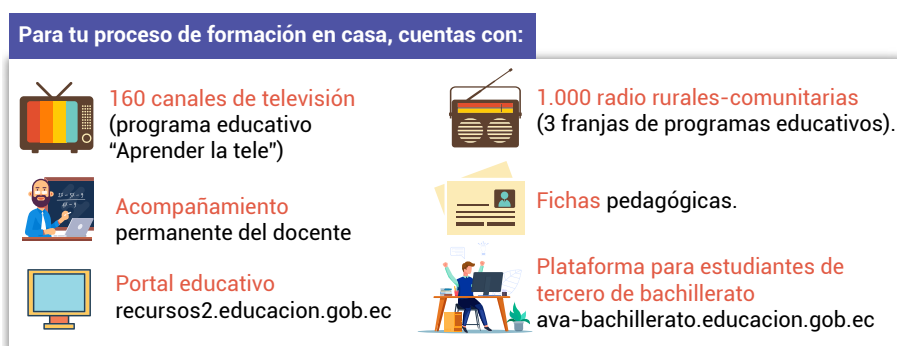 Para tu proceso de formación en casa, cuentas con:
160 canales de televisión
(programa educativo
“Aprender la tele”)
1.000 radio rurales-comunitarias
(3 franjas de programas educativos).
Acompañamiento
permanente del docente
Fichas pedagógicas.
Portal educativo
recursos2.educacion.gob.ec
Plataforma para estudiantes de
tercero de bachillerato
ava-bachillerato.educacion.gob.ec